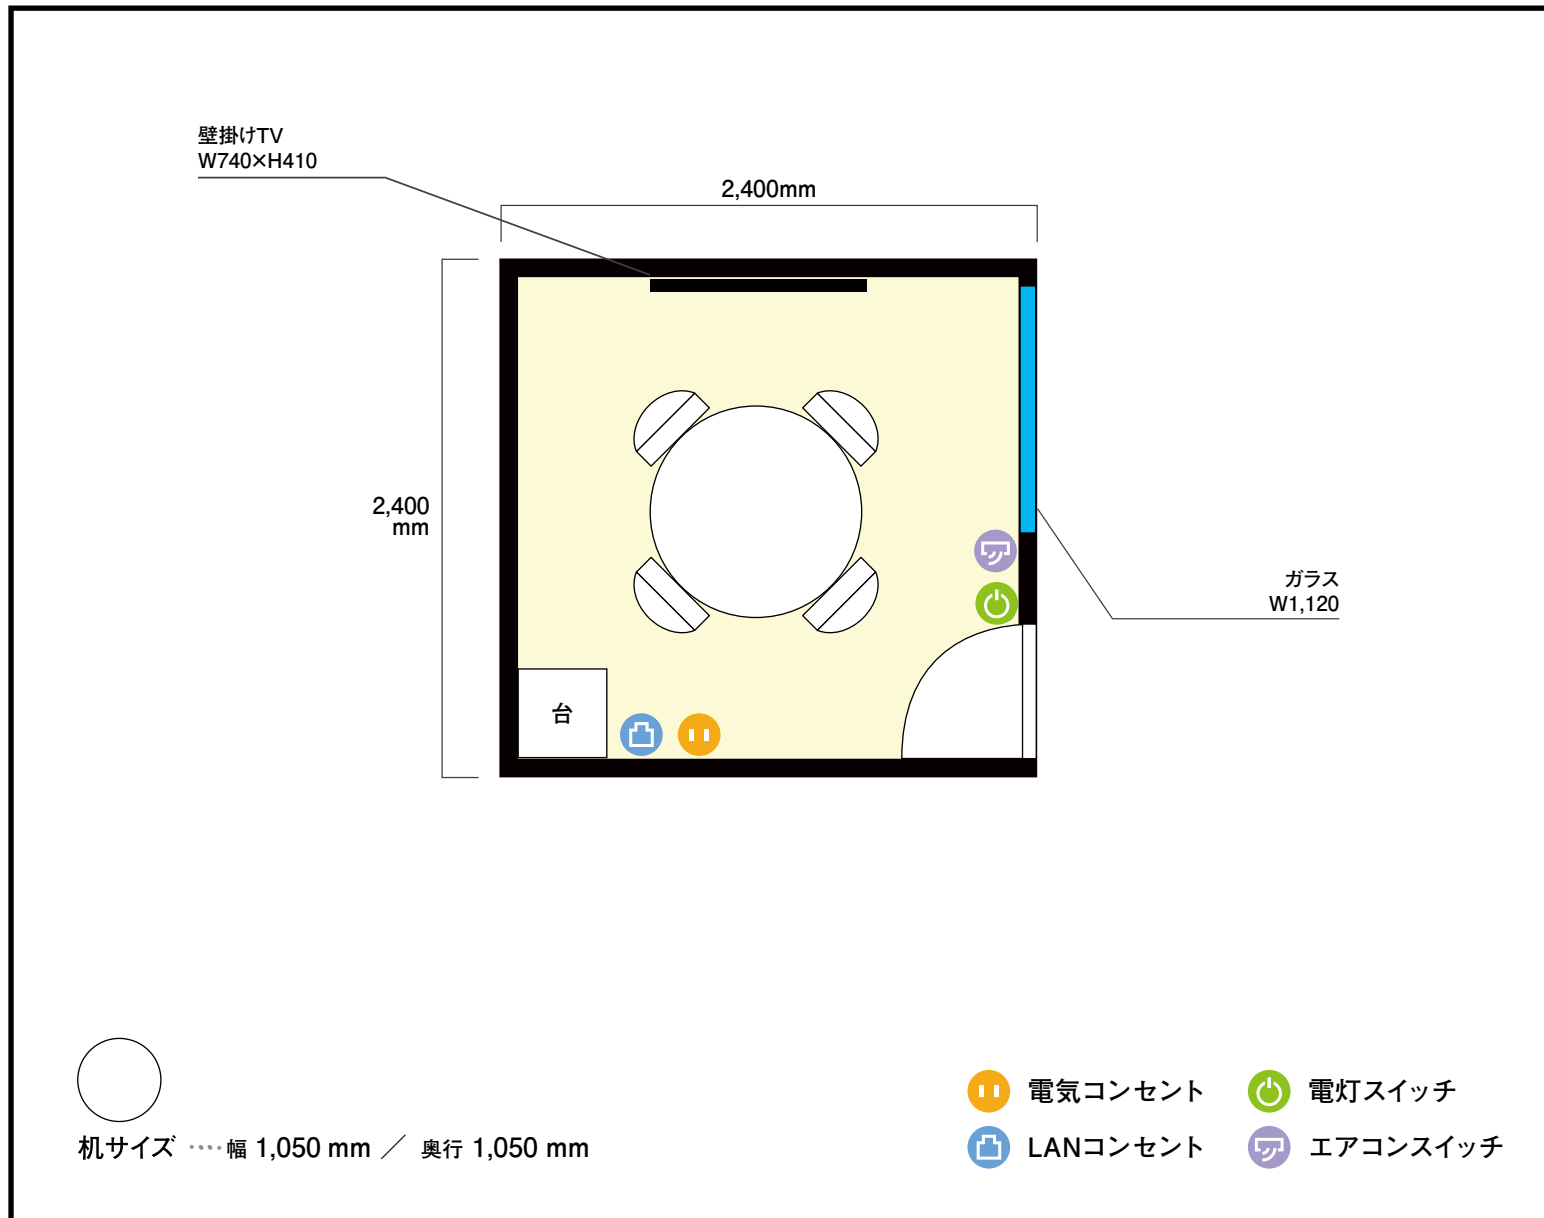 壁掛けTV
W740×H410
2,400mm
2,400
mm
ガラス
W1,120
台
机サイズ ‥‥幅 1,050 mm ／ 奥行 1,050 mm
電気コンセント
電灯スイッチ
LANコンセント
エアコンスイッチ